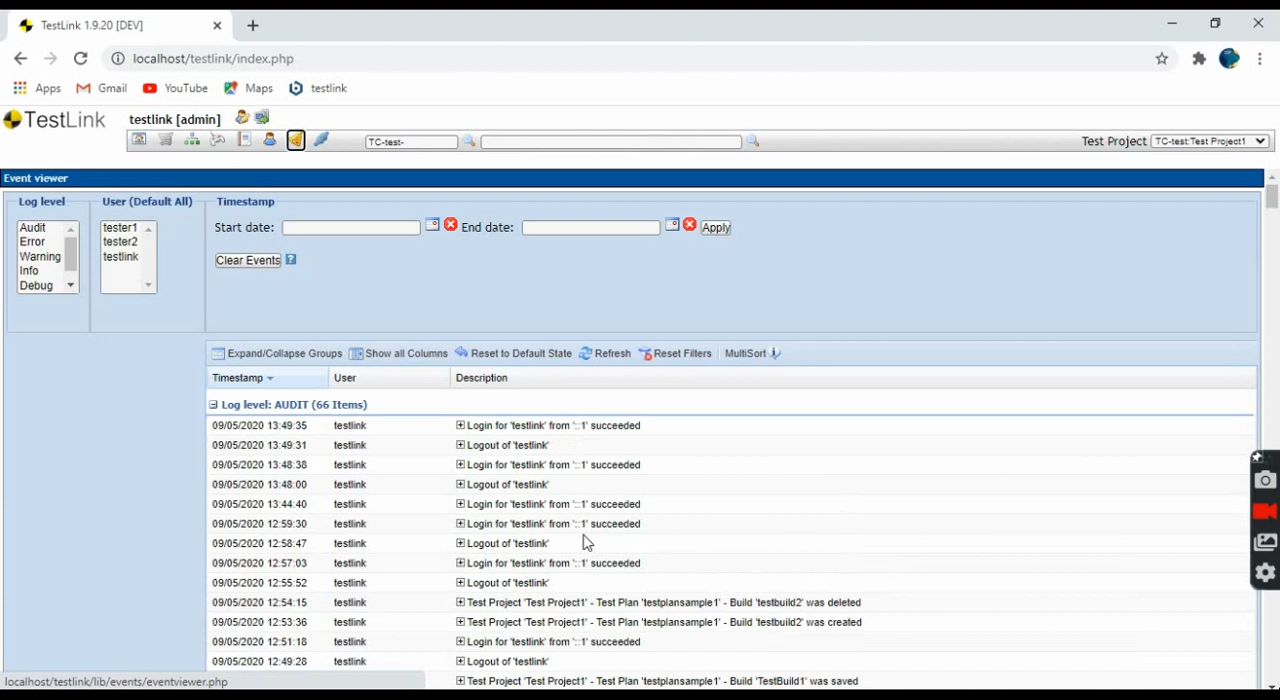 TestLink 1.9.20 [DEV]
localhost/testlink/index.php
Apps Gmail YouTube Maps testlink
TestLink testlink [admin]
TC-test- Test Project TC-test:Test Project1
Event viewer
Log level User (Default All) Timestamp
Audit
Error
Warning
Info
Debug
tester1
tester2
testlink
Start date: End date: Apply
Clear Events
Expand/Collapse Groups Show all Columns Reset to Default State Refresh Reset Filters MultiSort
Timestamp User Description
Log level: AUDIT (66 Items)
09/05/2020 13:49:35 testlink Login for 'testlink' from '::1' succeeded
09/05/2020 13:49:31 testlink Logout of 'testlink'
09/05/2020 13:48:38 testlink Login for 'testlink' from '::1' succeeded
09/05/2020 13:48:00 testlink Logout of 'testlink'
09/05/2020 13:44:40 testlink Login for 'testlink' from '::1' succeeded
09/05/2020 12:59:30 testlink Login for 'testlink' from '::1' succeeded
09/05/2020 12:58:47 testlink Logout of 'testlink'
09/05/2020 12:57:03 testlink Login for 'testlink' from '::1' succeeded
09/05/2020 12:55:52 testlink Logout of 'testlink'
09/05/2020 12:54:15 testlink Test Project 'Test Project1' - Test Plan 'testplansample1' - Build 'testbuild2' was deleted
09/05/2020 12:53:36 testlink Test Project 'Test Project1' - Test Plan 'testplansample1' - Build 'testbuild2' was created
09/05/2020 12:51:18 testlink Login for 'testlink' from '::1' succeeded
09/05/2020 12:49:28 testlink Logout of 'testlink'
Test Project 'Test Project1' - Test Plan 'testplansample1' - Build 'TestBuild1' was saved
localhost/testlink/lib/events/eventviewer.php